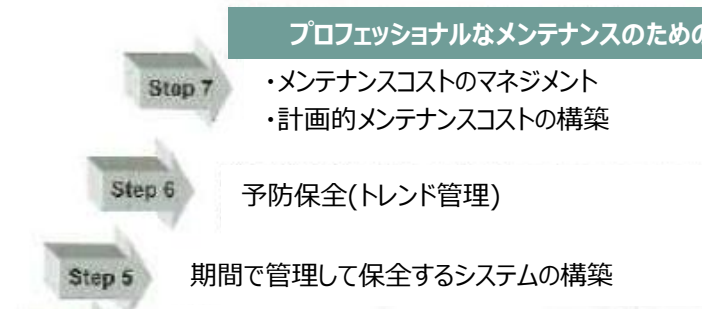 プロフェッショナルなメンテナンスのための
Step 7
・メンテナンスコストのマネジメント
・計画的メンテナンスコストの構築
Step 6
予防保全(トレンド管理)
Step 5
期間で管理して保全するシステムの構築